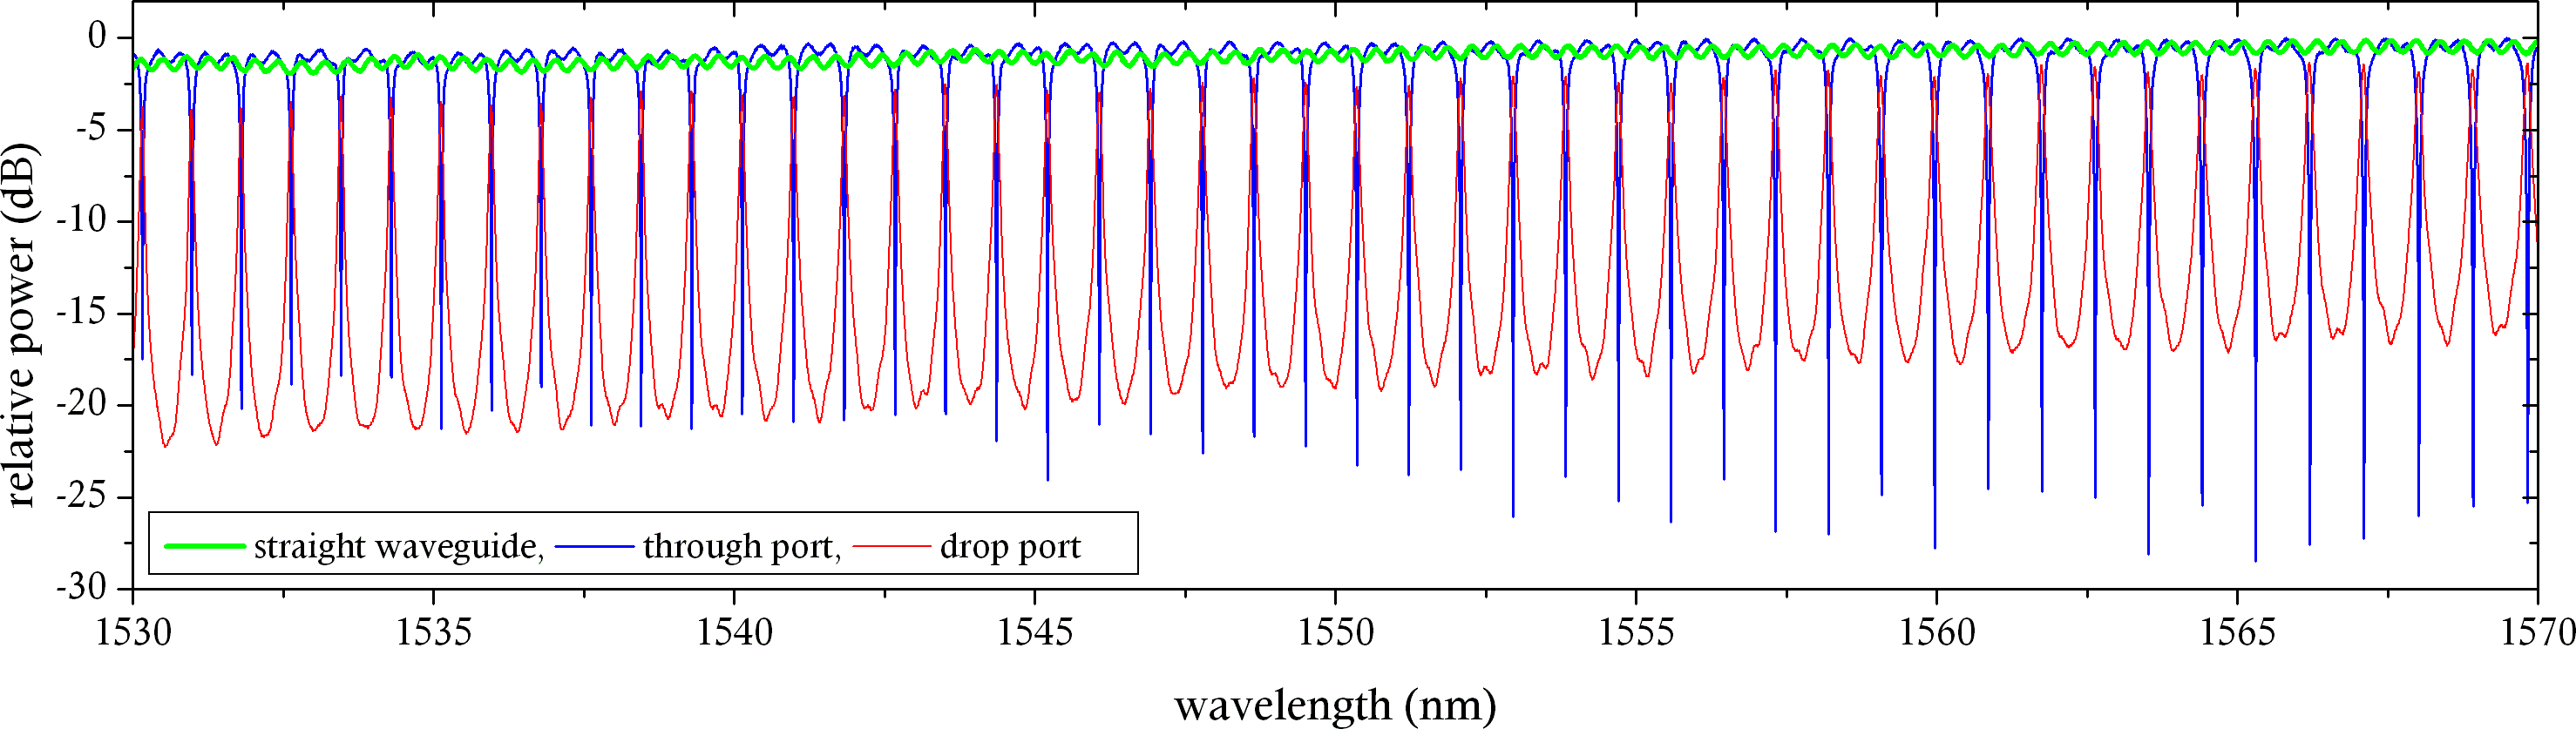 0
-5
-10
-15
-20
-25
-30
relative power (dB)
straight waveguide, through port, drop port
1530 1535 1540 1545 1550 1555 1560 1565 1570
wavelength (nm)